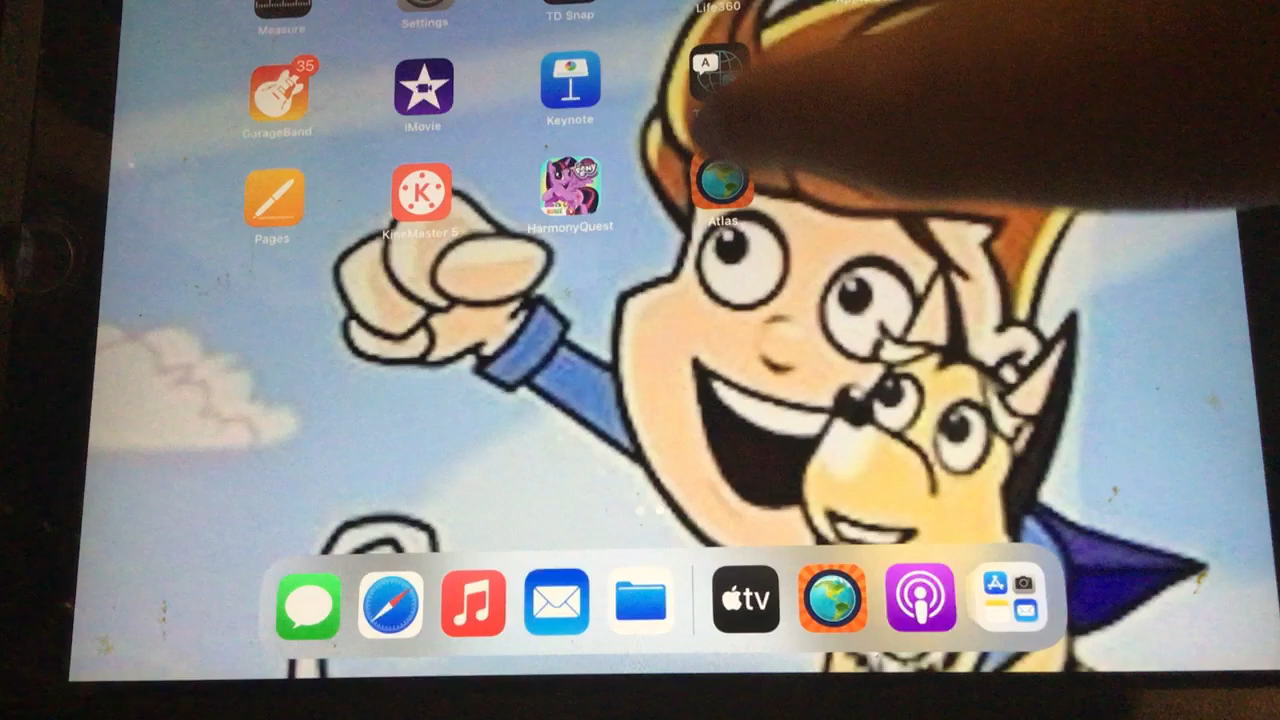 Measure
Settings
TD Snap
Life360
35
GarageBand
iMovie
Keynote
A
Pages
K
KineMaster 5
HarmonyQuest
Atlas
tv